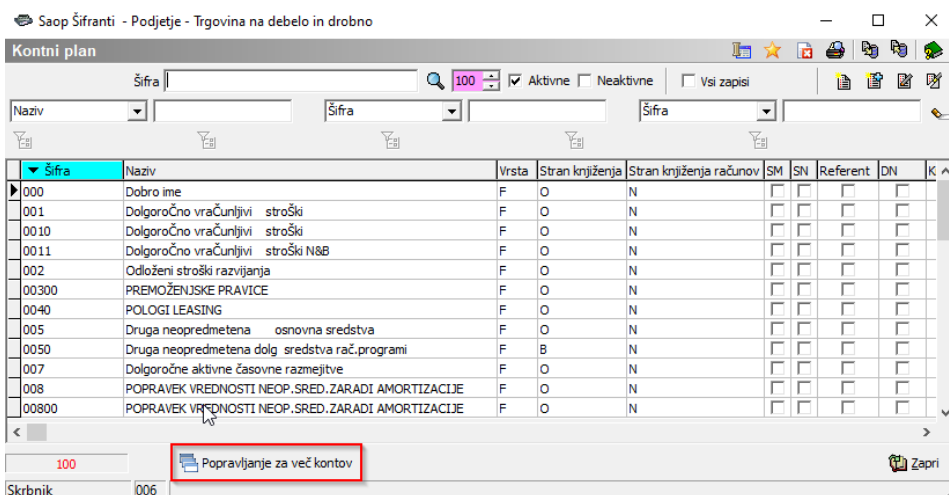 Saop Šifranti - Podjetje - Trgovina na debelo in drobno
Kontni plan
Šifra 100 Aktivne Neaktivne Vsi zapisi
Naziv Šifra Šifra
Šifra Naziv Vrsta Stran knjiženja Stran knjiženja računov SM SN Referent DN K
000 Dobro ime F O N
001 DolgoroČno vraČunljivi stroŠki F O N
0010 DolgoroČno vraČunljivi stroŠki F O N
0011 DolgoroČno vraČunljivi stroŠki N&B F O N
002 Odloženi stroški razvijanja F O N
00300 PREMOŽENJSKE PRAVICE F O N
0040 POLOGI LEASING F O N
005 Druga neopredmetena osnovna sredstva F O N
0050 Druga neopredmetena dolg sredstva rač.programi F B N
007 Dolgoročne aktivne časovne razmejitve F O N
008 POPRAVEK VREDNOSTI NEOP.SRED.ZARADI AMORTIZACIJE F O N
00800 POPRAVEK VREDNOSTI NEOP.SRED.ZARADI AMORTIZACIJE F O N
100 Popravljanje za več kontov Zapri
Skrbnik 006